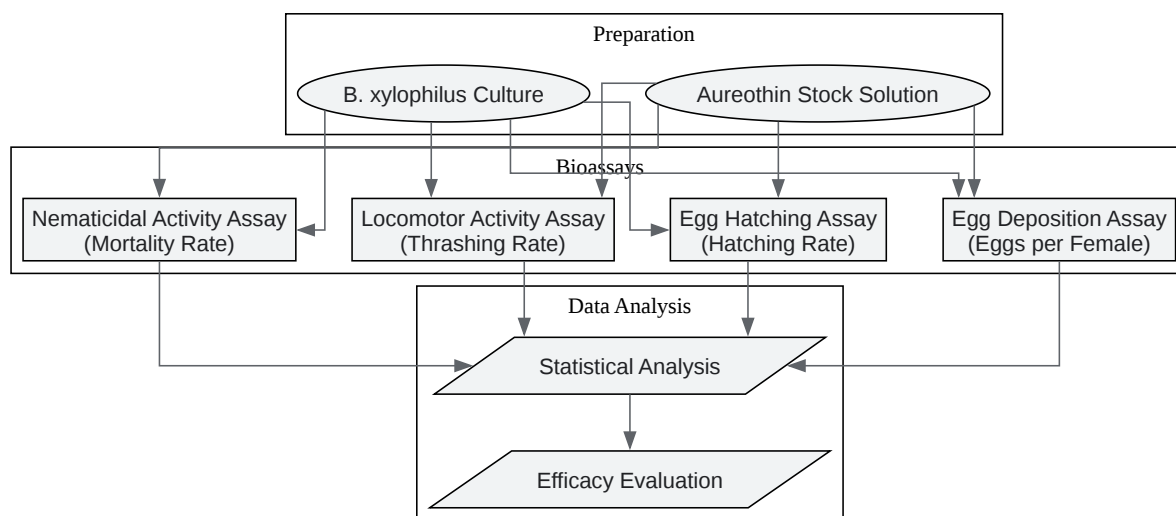 Preparation
B. xylophilus Culture
Aureothin Stock Solution
Bioassays
Nematicidal Activity Assay
(Mortality Rate)
Locomotor Activity Assay
(Thrashing Rate)
Egg Hatching Assay
(Hatching Rate)
Egg Deposition Assay
(Eggs per Female)
Data Analysis
Statistical Analysis
Efficacy Evaluation